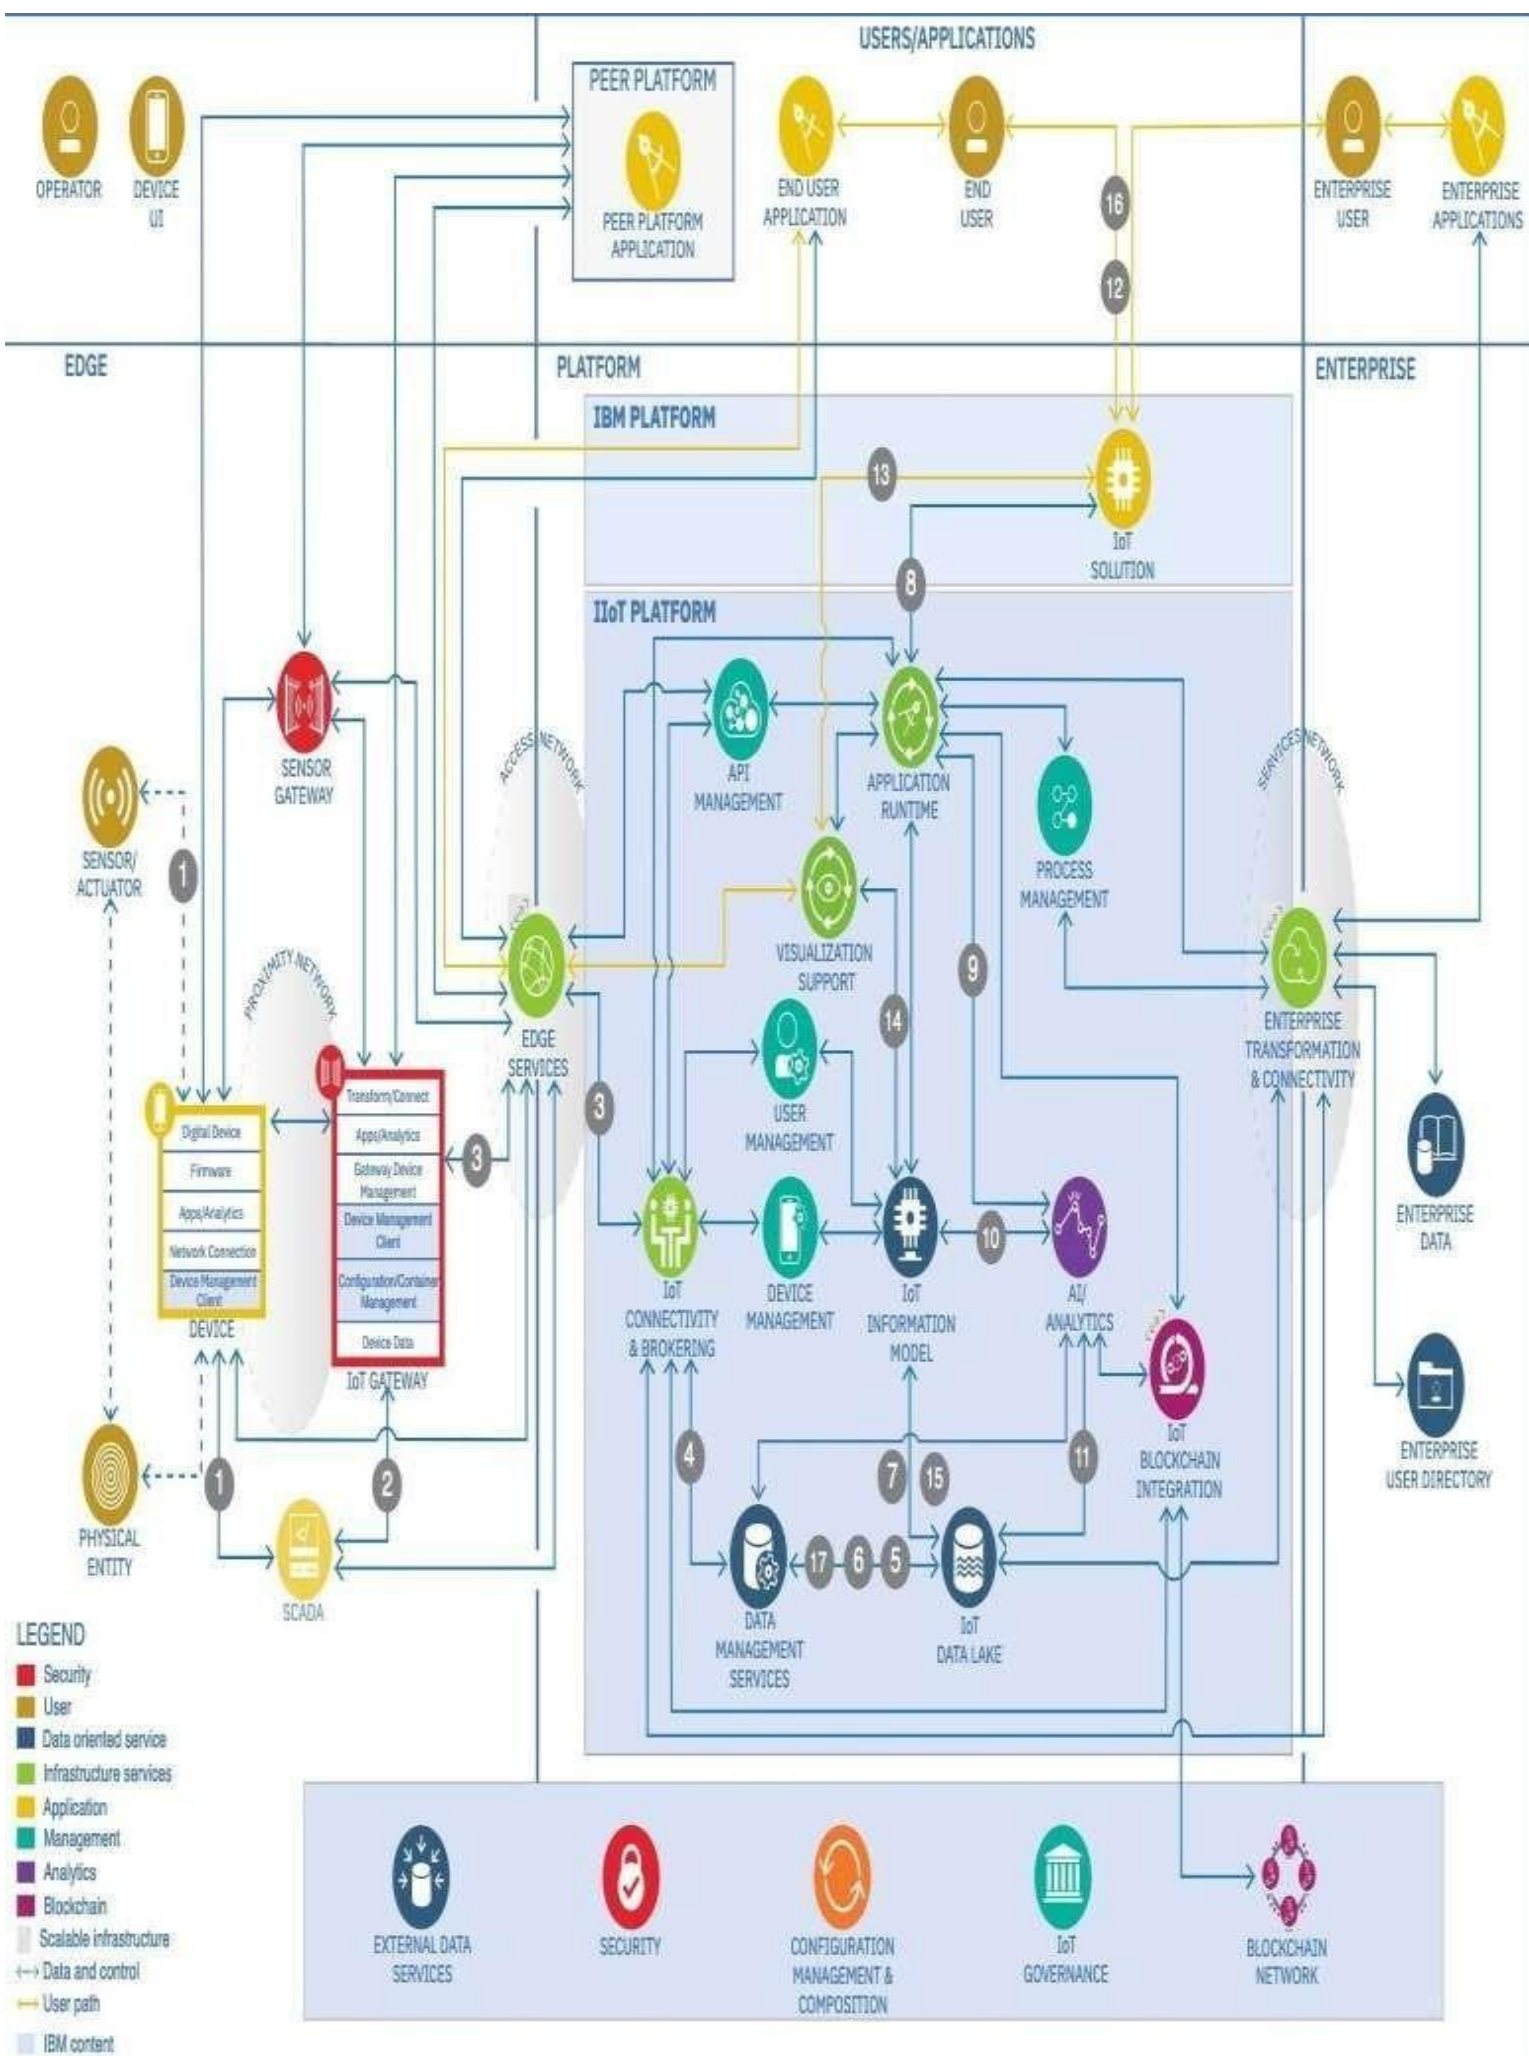 USERS/APPLICATIONS
OPERATOR
DEVICE
UI
PEER PLATFORM
PEER PLATFORM
APPLICATION
END USER
APPLICATION
END
USER
ENTERPRISE
USER
ENTERPRISE
APPLICATIONS
16
12
EDGE
PLATFORM
ENTERPRISE
IBM PLATFORM
13
IoT
SOLUTION
8
IIoT PLATFORM
SENSOR
GATEWAY
ACCESS NETWORK
API
MANAGEMENT
APPLICATION
RUNTIME
SERVICES NETWORK
SENSOR/
ACTUATOR
1
PROCESS
MANAGEMENT
VISUALIZATION
SUPPORT
9
14
PROXIMITY NETWORK
EDGE
SERVICES
ENTERPRISE
TRANSFORMATION
& CONNECTIVITY
3
USER
MANAGEMENT
Digital Device
Firmware
Apps/Analytics
Network Connection
Device Management
Client
DEVICE
Transform/Connect
Apps/Analytics
Gateway Device
Management
Device Management
Client
Configuration/Container
Management
Device Data
IoT GATEWAY
3
IoT
CONNECTIVITY
& BROKERING
DEVICE
MANAGEMENT
IoT
INFORMATION
MODEL
10
AI/
ANALYTICS
ENTERPRISE
DATA
IoT
BLOCKCHAIN
INTEGRATION
ENTERPRISE
USER DIRECTORY
1
2
4
7
15
11
PHYSICAL
ENTITY
SCADA
17
6
5
DATA
MANAGEMENT
SERVICES
IoT
DATA LAKE
LEGEND
Security
User
Data oriented service
Infrastructure services
Application
Management
Analytics
Blockchain
Scalable infrastructure
Data and control
User path
IBM content
EXTERNAL DATA
SERVICES
SECURITY
CONFIGURATION
MANAGEMENT &
COMPOSITION
IoT
GOVERNANCE
BLOCKCHAIN
NETWORK